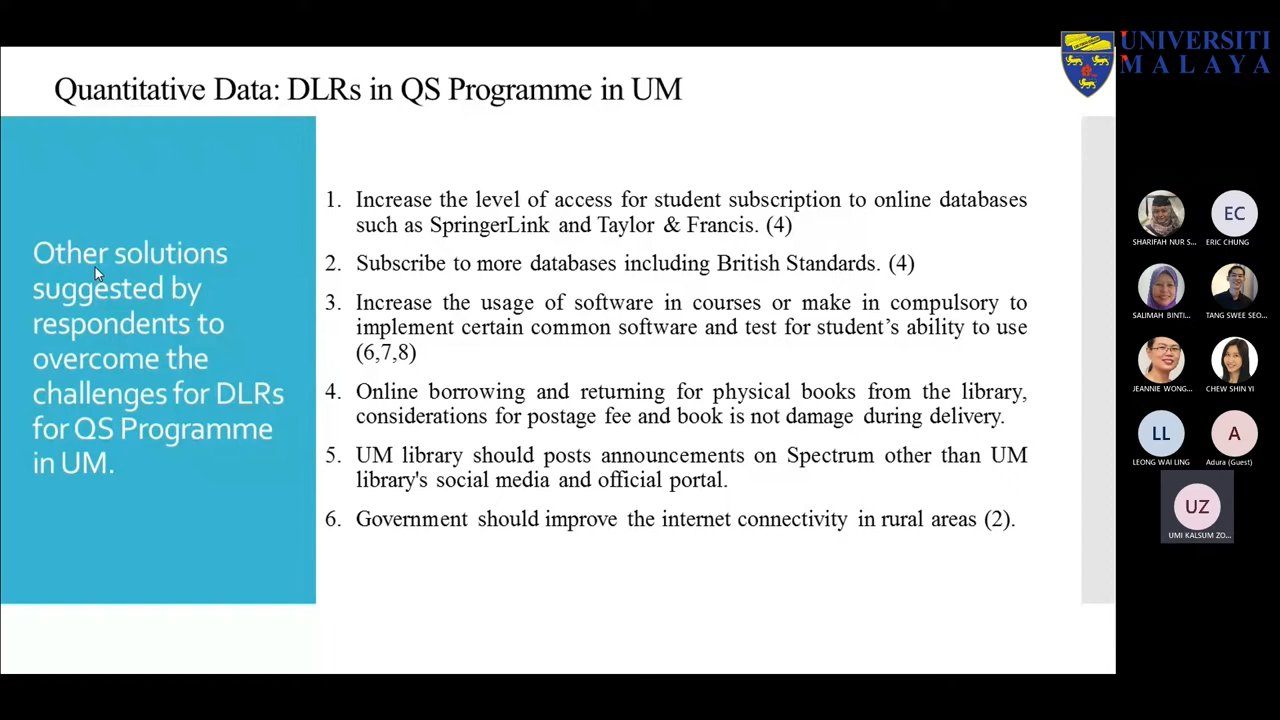 UNIVERSITI
MALAYA
Quantitative Data: DLRs in QS Programme in UM
Other solutions
suggested by
respondents to
overcome the
challenges for DLRs
for QS Programme
in UM.
1. Increase the level of access for student subscription to online databases
such as SpringerLink and Taylor & Francis. (4)
2. Subscribe to more databases including British Standards. (4)
3. Increase the usage of software in courses or make in compulsory to
implement certain common software and test for student's ability to use
(6,7,8)
4. Online borrowing and returning for physical books from the library,
considerations for postage fee and book is not damage during delivery.
5. UM library should posts announcements on Spectrum other than UM
library's social media and official portal.
6. Government should improve the internet connectivity in rural areas (2).
SHARIFAH NUR S...
EC
ERIC CHUNG
SALIMAH BINTI...
TANG SWEE SEO...
JEANNIE WONG...
CHEW SHIN YI
LL
LEONG WAI LING
A
Adura (Guest)
UZ
UMI KALSUM ZO...